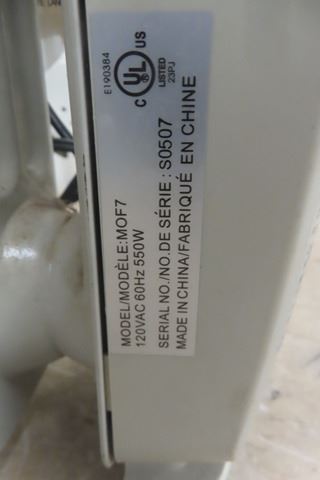 E190384
C UL US
LISTED
23PJ
MODEL/MODÈLE:MOF7
120VAC 60Hz 550W
SERIAL NO./NO.DE SÉRIE : S0507
MADE IN CHINA/FABRIQUÉ EN CHINE